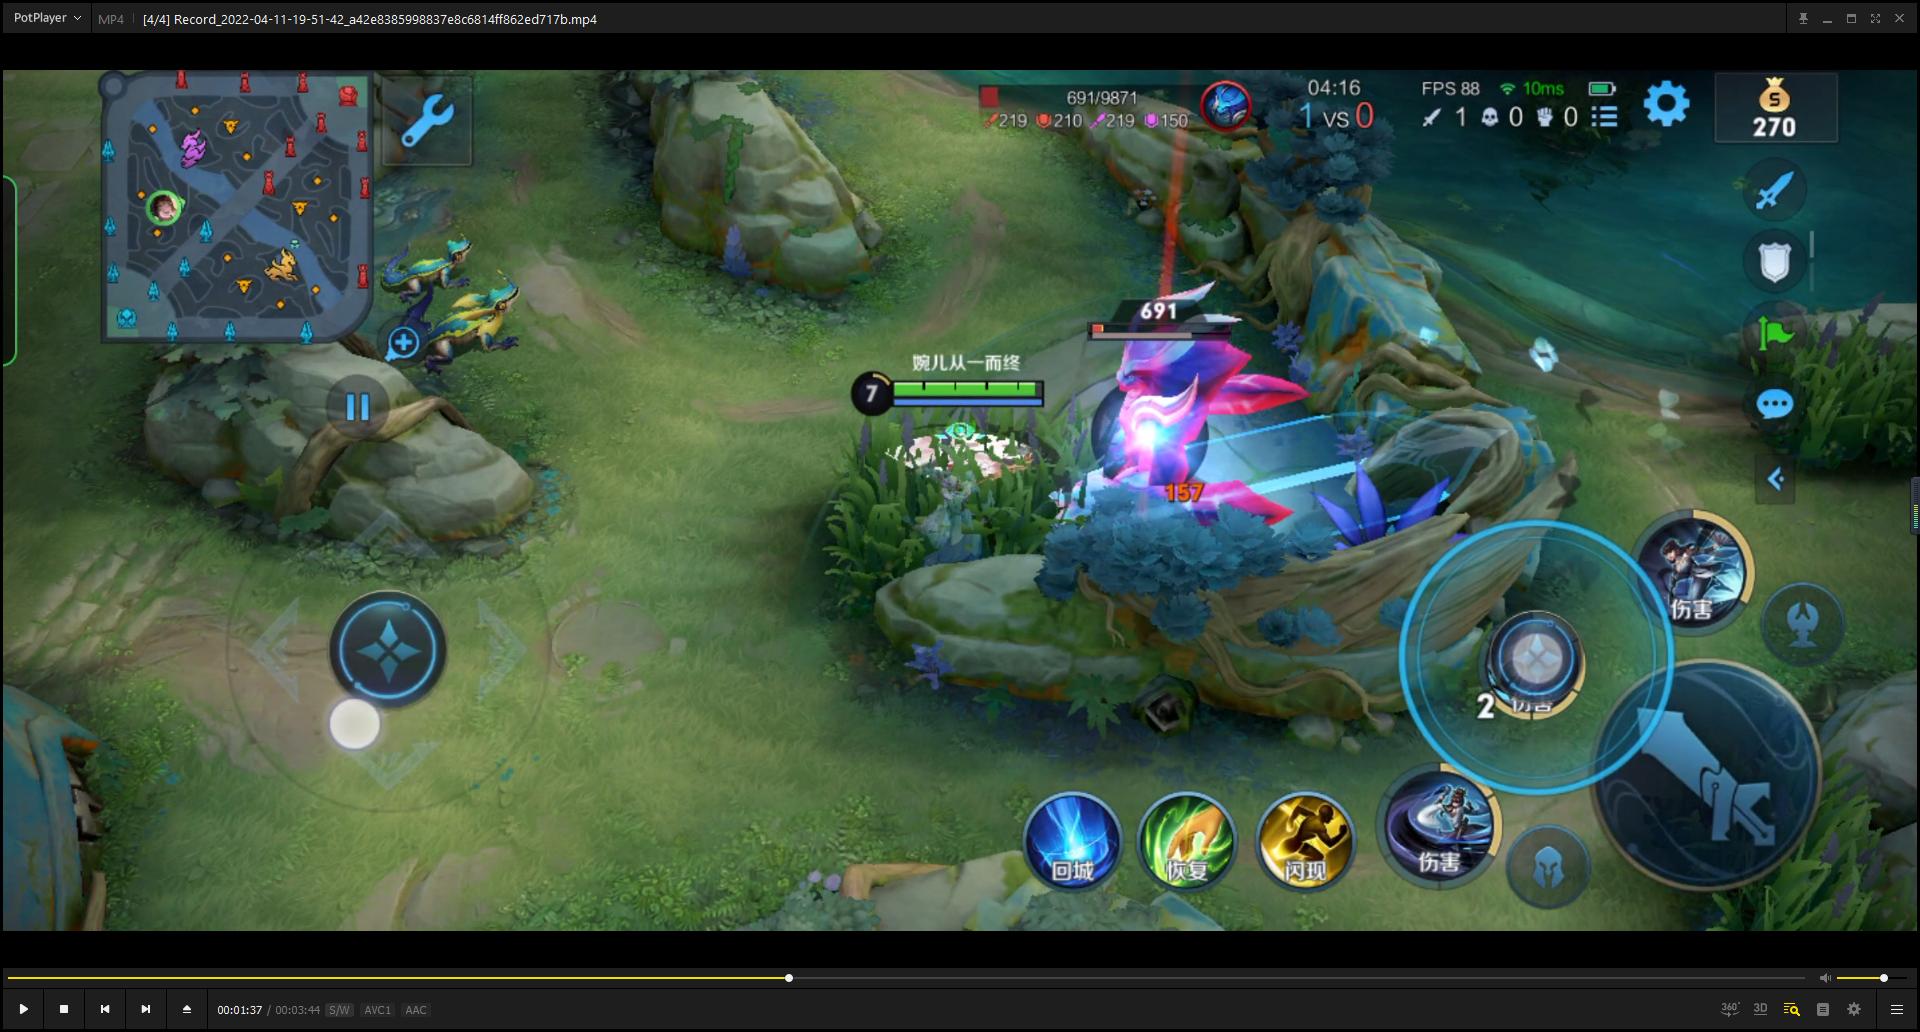 PotPlayer
MP4
[4/4] Record_2022-04-11-19-51-42_a42e8385998837e8c6814ff862ed717b.mp4
691/9871
219 210 219 150
04:16
1 VS 0
FPS 88 10ms
1 0 0
S
270
691
婉儿从一而终
7
157
伤害
2 伤害
伤害
回城
恢复
闪现
00:01:37 / 00:03:44 S/W AVC1 AAC
360° 3D